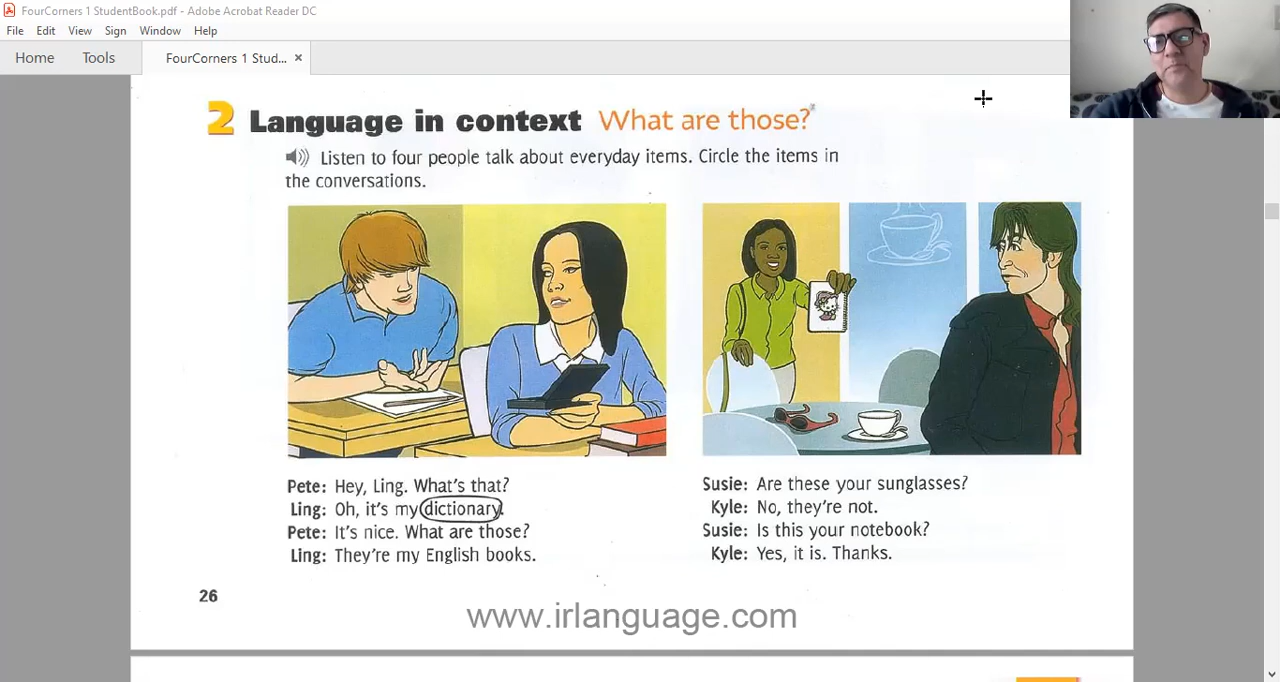 FourCorners 1 StudentBook.pdf - Adobe Acrobat Reader DC
File Edit View Sign Window Help
Home Tools FourCorners 1 Stud... ×
2 Language in context What are those?
Listen to four people talk about everyday items. Circle the items in
the conversations.
Pete: Hey, Ling. What's that?
Ling: Oh, it's my dictionary.
Pete: It's nice. What are those?
Ling: They're my English books.
Susie: Are these your sunglasses?
Kyle: No, they're not.
Susie: Is this your notebook?
Kyle: Yes, it is. Thanks.
26
www.irlanguage.com